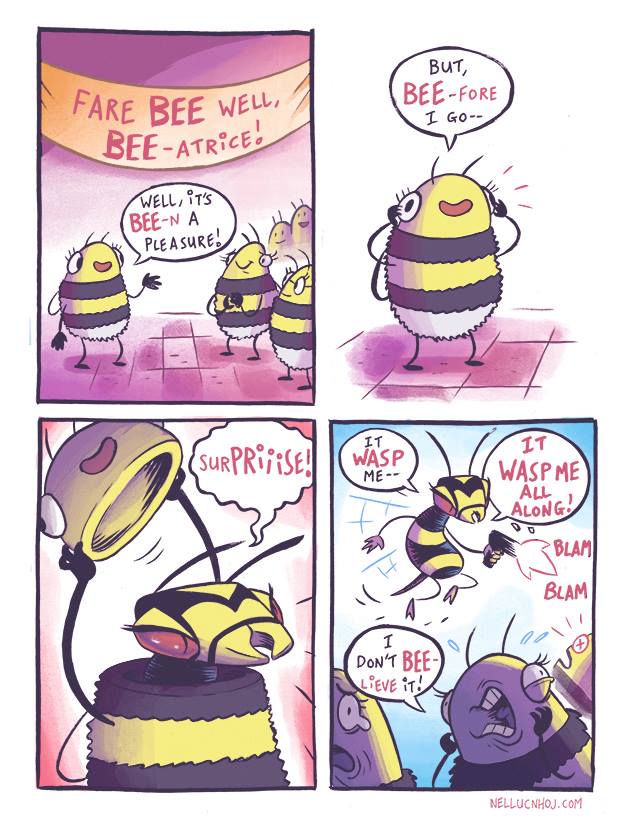 FARE BEE WELL,
BEE-ATRiCE!
WELL, iT'S
BEE-N A
PLEASURE!
BUT,
BEE-FORE
I GO--
SURPRiiiSE!
IT
WASP
ME--
IT
WASP ME
ALL
ALONG!
BLAM
BLAM
I
DON'T BEE-
LiEVE iT!
NELLUCNHOJ.COM